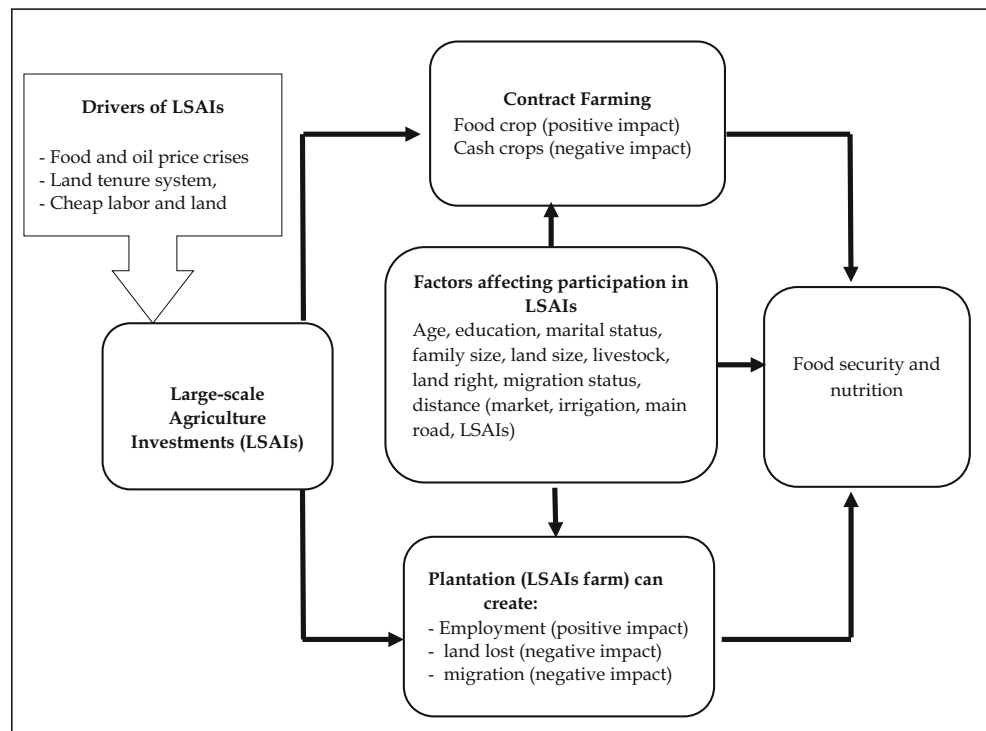 Drivers of LSAIs
- Food and oil price crises
- Land tenure system,
- Cheap labor and land
Large-scale
Agriculture
Investments (LSAIs)
Contract Farming
Food crop (positive impact)
Cash crops (negative impact)
Factors affecting participation in
LSAIs
Age, education, marital status,
family size, land size, livestock,
land right, migration status,
distance (market, irrigation, main
road, LSAIs)
Plantation (LSAIs farm) can
create:
- Employment (positive impact)
- land lost (negative impact)
- migration (negative impact)
Food security and
nutrition